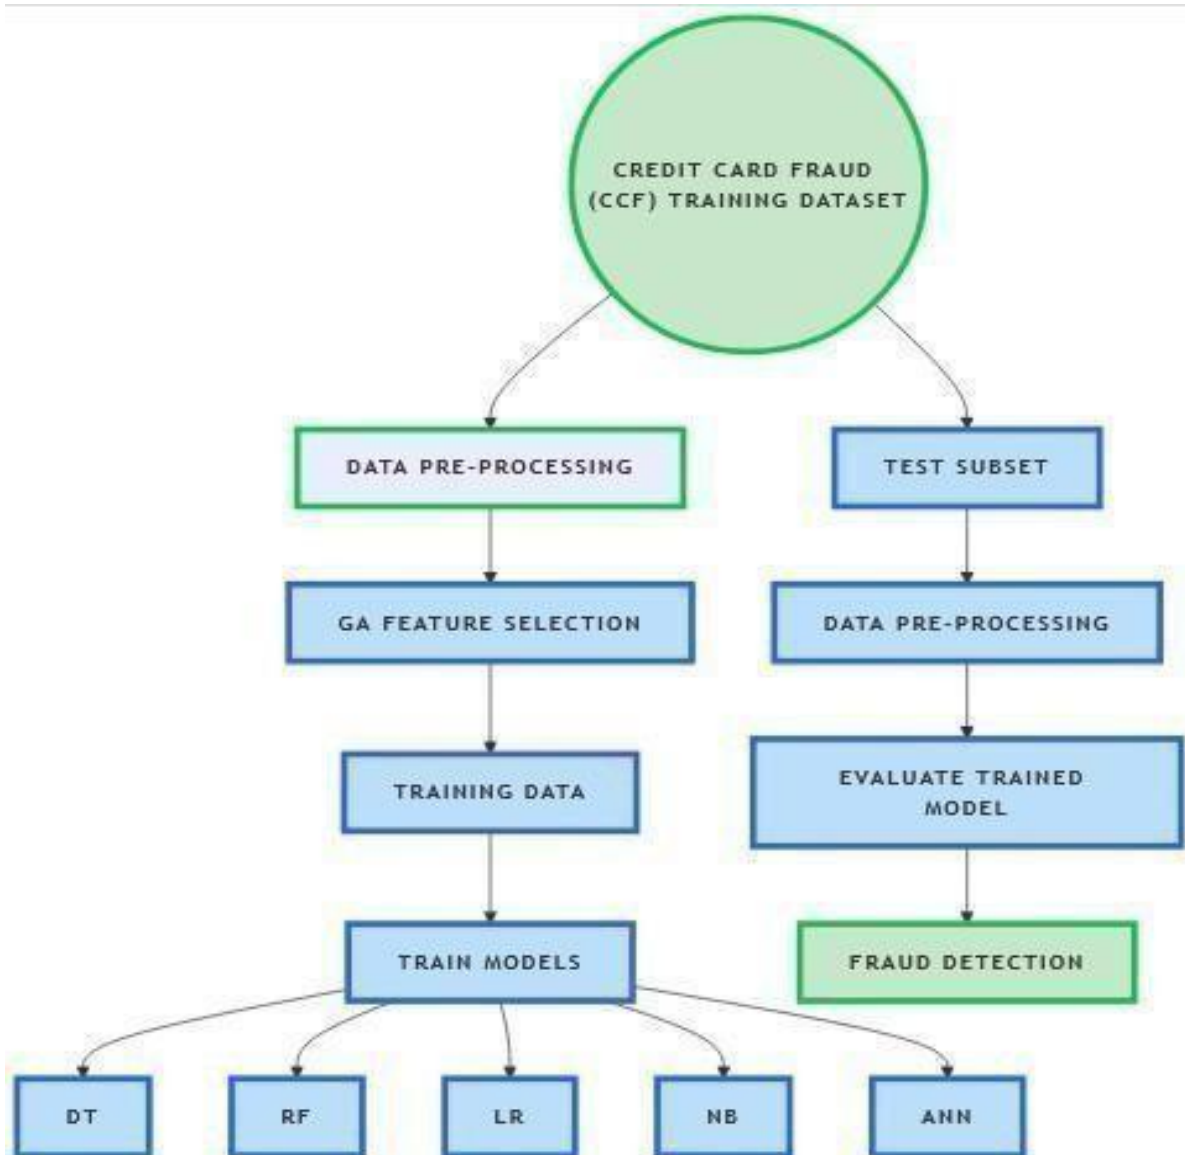 CREDIT CARD FRAUD
(CCF) TRAINING DATASET
DATA PRE-PROCESSING
TEST SUBSET
GA FEATURE SELECTION
DATA PRE-PROCESSING
TRAINING DATA
EVALUATE TRAINED
MODEL
TRAIN MODELS
FRAUD DETECTION
DT
RF
LR
NB
ANN